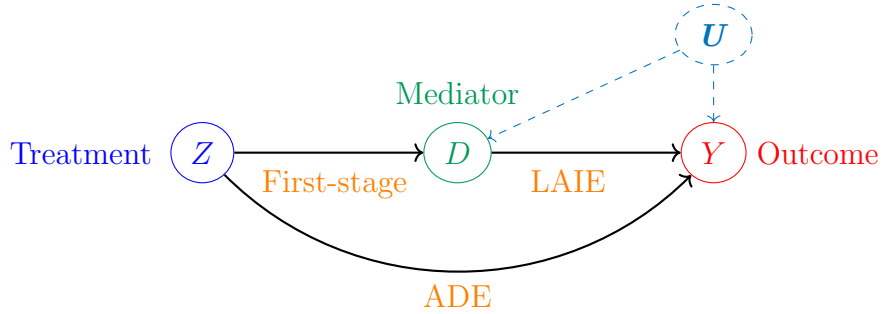 U
Mediator
Treatment
Z
D
Y
Outcome
First-stage
LAIE
ADE